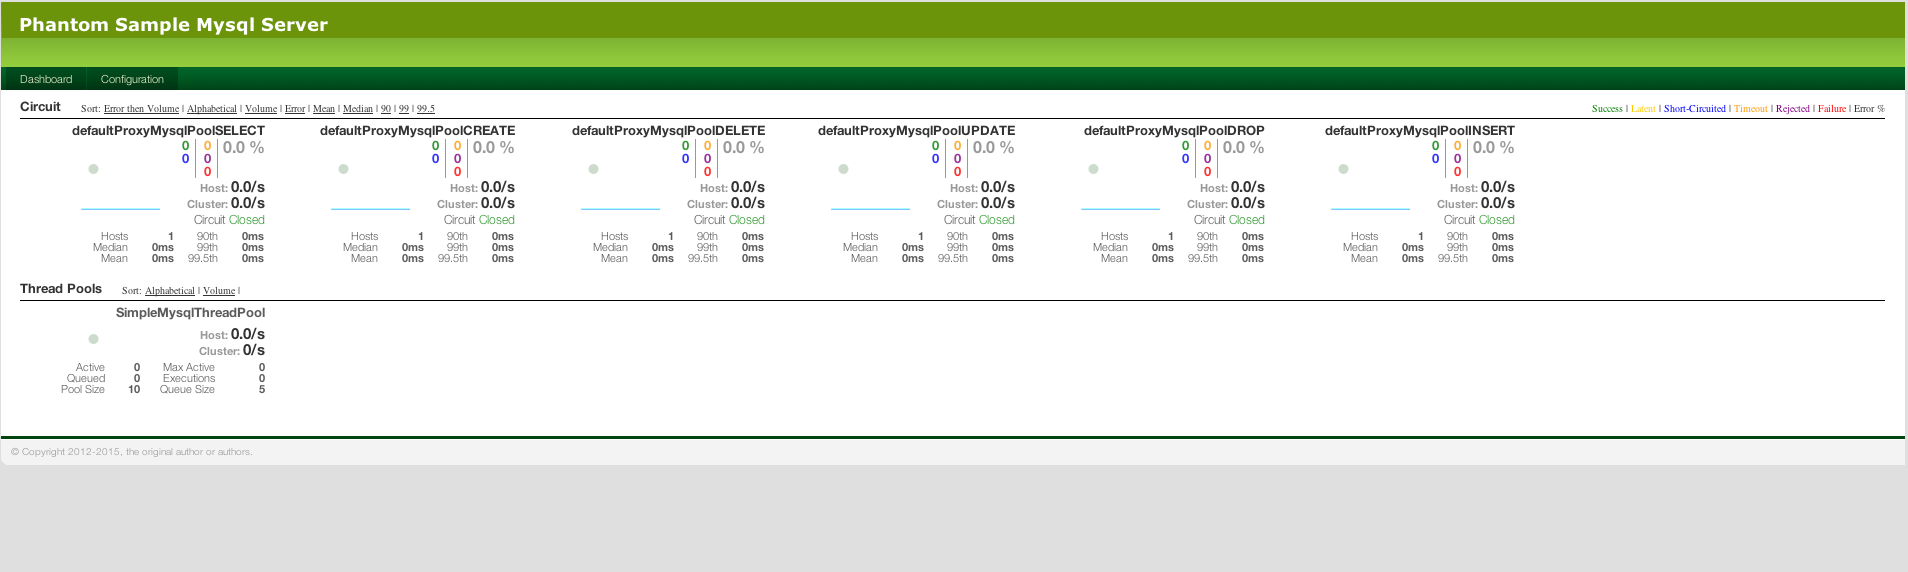 Phantom Sample Mysql Server
Dashboard Configuration
Circuit Sort: Error then Volume | Alphabetical | Volume | Error | Mean | Median | 90 | 99 | 99.5 Success | Latent | Short-Circuited | Timeout | Rejected | Failure | Error %
defaultProxyMysqlPoolSELECT defaultProxyMysqlPoolCREATE defaultProxyMysqlPoolDELETE defaultProxyMysqlPoolUPDATE defaultProxyMysqlPoolDROP defaultProxyMysqlPoolINSERT
0 0 0.0 % 0 0 0.0 % 0 0 0.0 % 0 0 0.0 % 0 0 0.0 % 0 0 0.0 %
0 0 0 0 0 0 0 0 0 0 0 0
0 0 0 0 0 0
Host: 0.0/s Host: 0.0/s Host: 0.0/s Host: 0.0/s Host: 0.0/s Host: 0.0/s
Cluster: 0.0/s Cluster: 0.0/s Cluster: 0.0/s Cluster: 0.0/s Cluster: 0.0/s Cluster: 0.0/s
Circuit Closed Circuit Closed Circuit Closed Circuit Closed Circuit Closed Circuit Closed
Hosts 1 90th 0ms Hosts 1 90th 0ms Hosts 1 90th 0ms Hosts 1 90th 0ms Hosts 1 90th 0ms Hosts 1 90th 0ms
Median 0ms 99th 0ms Median 0ms 99th 0ms Median 0ms 99th 0ms Median 0ms 99th 0ms Median 0ms 99th 0ms Median 0ms 99th 0ms
Mean 0ms 99.5th 0ms Mean 0ms 99.5th 0ms Mean 0ms 99.5th 0ms Mean 0ms 99.5th 0ms Mean 0ms 99.5th 0ms Mean 0ms 99.5th 0ms
Thread Pools Sort: Alphabetical | Volume |
SimpleMysqlThreadPool
Host: 0.0/s
Cluster: 0/s
Active 0 Max Active 0
Queued 0 Executions 0
Pool Size 10 Queue Size 5
© Copyright 2012-2015, the original author or authors.